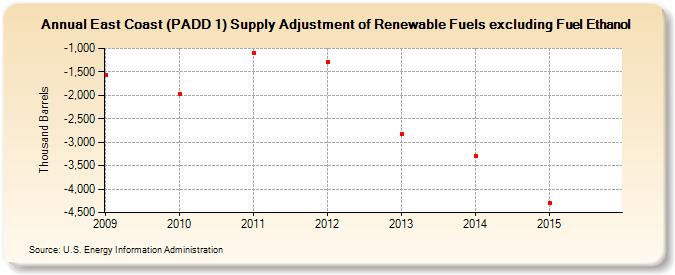 Annual East Coast (PADD 1) Supply Adjustment of Renewable Fuels excluding Fuel Ethanol
Thousand Barrels
-1,000
-1,500
-2,000
-2,500
-3,000
-3,500
-4,000
-4,500
2009 2010 2011 2012 2013 2014 2015
Source: U.S. Energy Information Administration